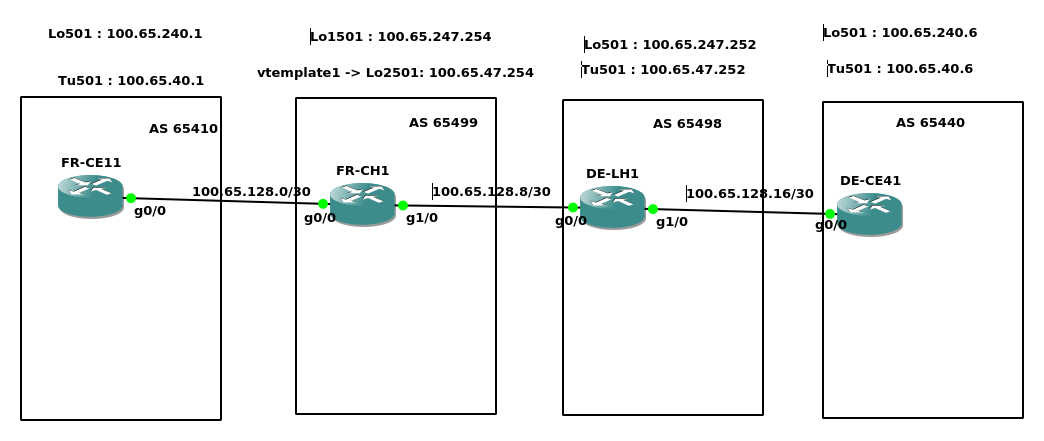 Lo501 : 100.65.240.1
Lo1501 : 100.65.247.254
Lo501 : 100.65.247.252
Lo501 : 100.65.240.6
Tu501 : 100.65.40.1
vtemplate1 -> Lo2501: 100.65.47.254
Tu501 : 100.65.47.252
Tu501 : 100.65.40.6
AS 65410
AS 65499
AS 65498
AS 65440
FR-CE11
FR-CH1
DE-LH1
DE-CE41
100.65.128.0/30
100.65.128.8/30
100.65.128.16/30
g0/0
g0/0
g1/0
g0/0
g1/0
g0/0